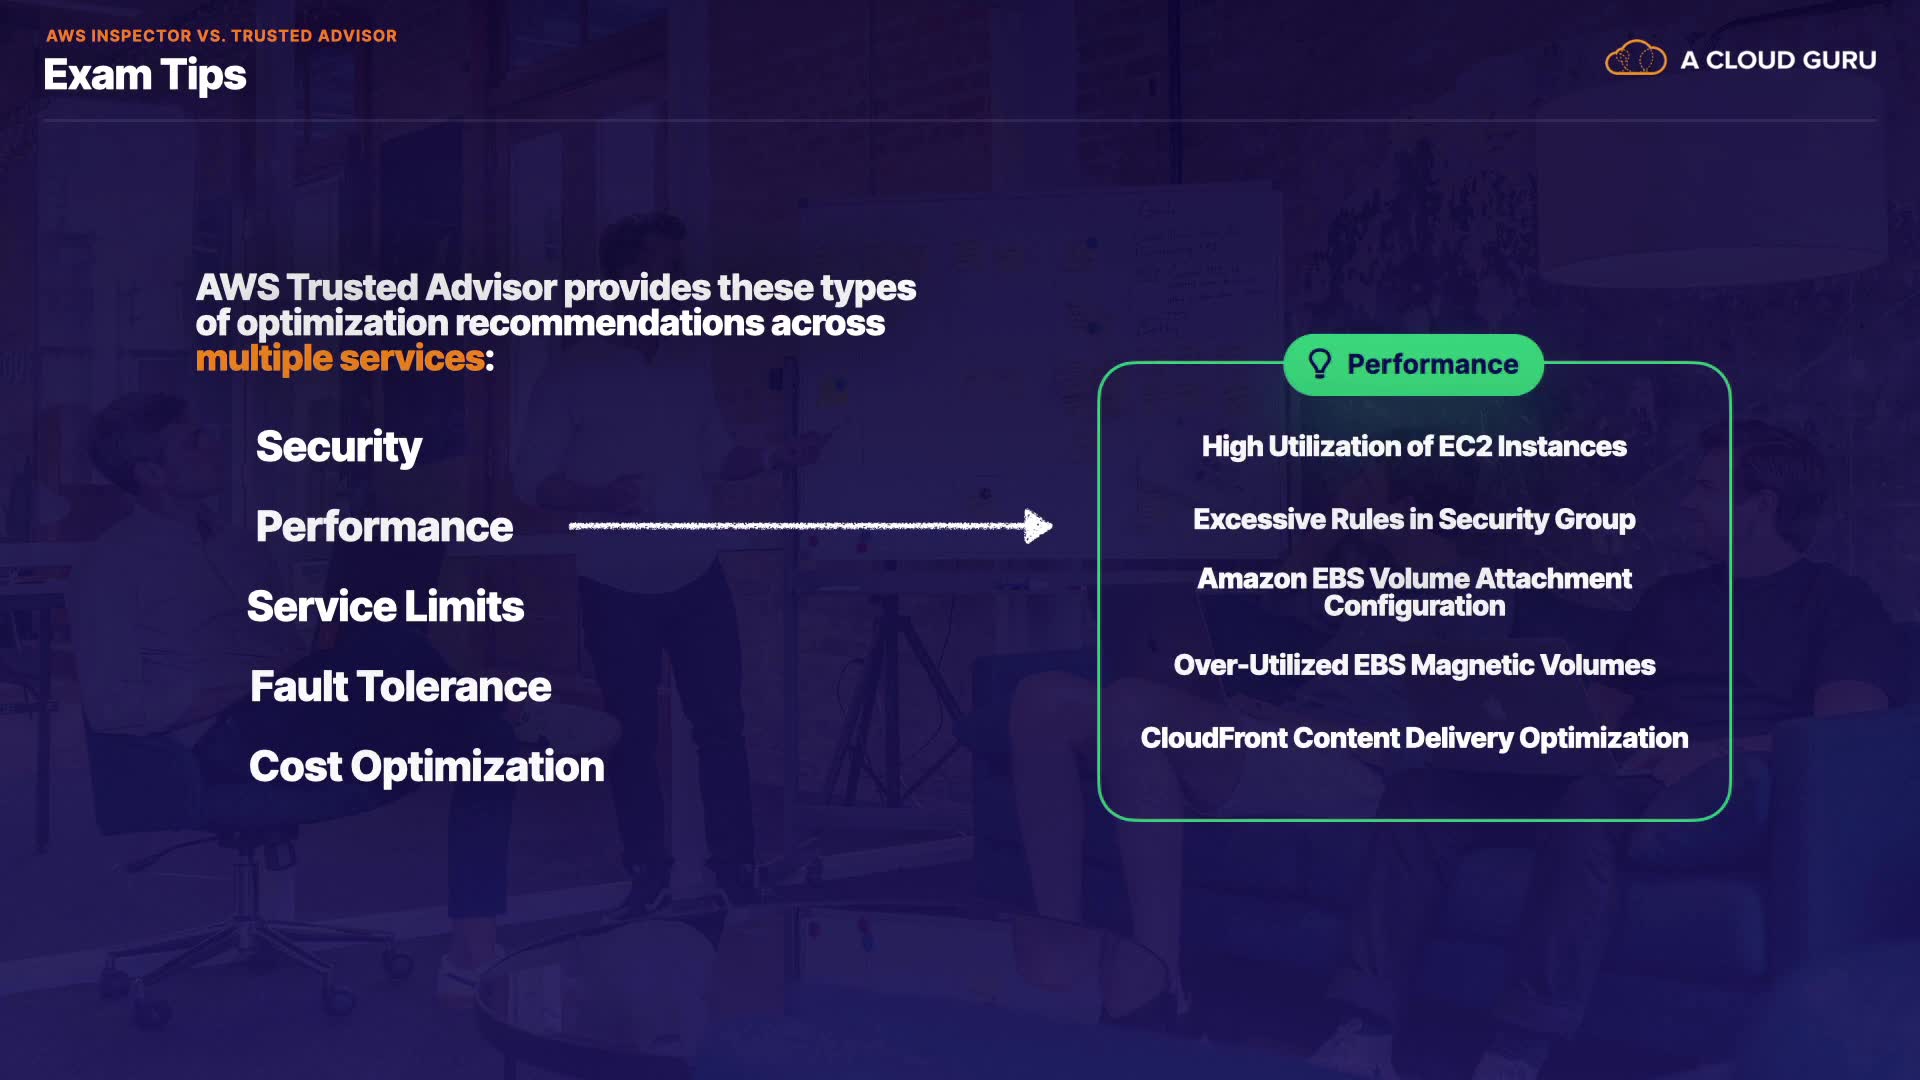 AWS INSPECTOR VS. TRUSTED ADVISOR
Exam Tips
A CLOUD GURU
AWS Trusted Advisor provides these types
of optimization recommendations across
multiple services:
Security
Performance
Service Limits
Fault Tolerance
Cost Optimization
Performance
High Utilization of EC2 Instances
Excessive Rules in Security Group
Amazon EBS Volume Attachment
Configuration
Over-Utilized EBS Magnetic Volumes
CloudFront Content Delivery Optimization